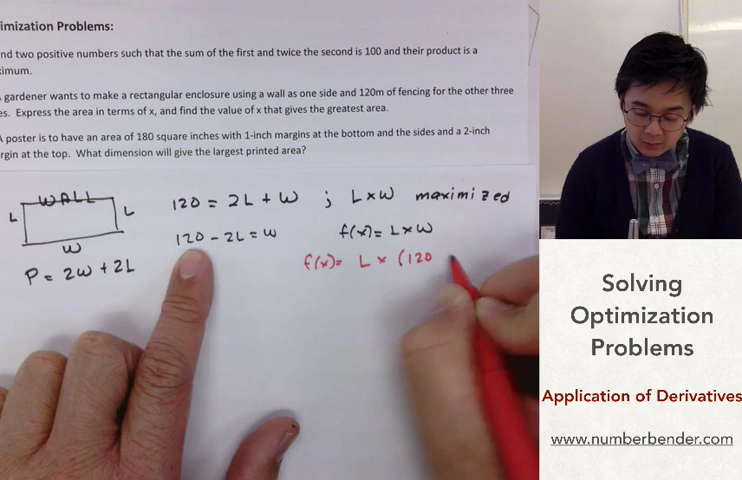 imization Problems:
nd two positive numbers such that the sum of the first and twice the second is 100 and their product is a
ximum.
A gardener wants to make a rectangular enclosure using a wall as one side and 120m of fencing for the other three
es. Express the area in terms of x, and find the value of x that gives the greatest area.
A poster is to have an area of 180 square inches with 1-inch margins at the bottom and the sides and a 2-inch
rgin at the top. What dimension will give the largest printed area?
WALL
L L
W
P = 2W + 2L
120 = 2L + W ; L x W maximized
120 - 2L = W f(x) = L x W
f(x) = L x (120
Solving
Optimization
Problems
Application of Derivatives
www.numberbender.com